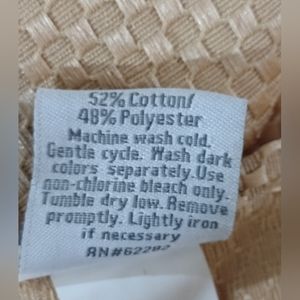 52% Cotton/
48% Polyester
Machine wash cold.
Gentle cycle. Wash dark
colors separately. Use
non-chlorine bleach only.
Tumble dry low. Remove
promptly. Lightly iron
if necessary